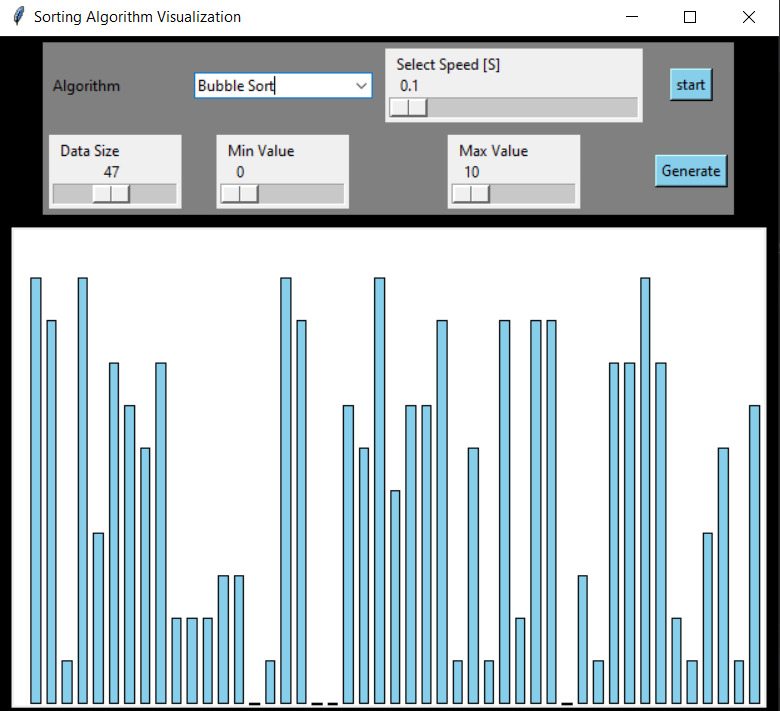 Sorting Algorithm Visualization
Algorithm
Bubble Sort
Select Speed [S]
0.1
start
Data Size
47
Min Value
0
Max Value
10
Generate